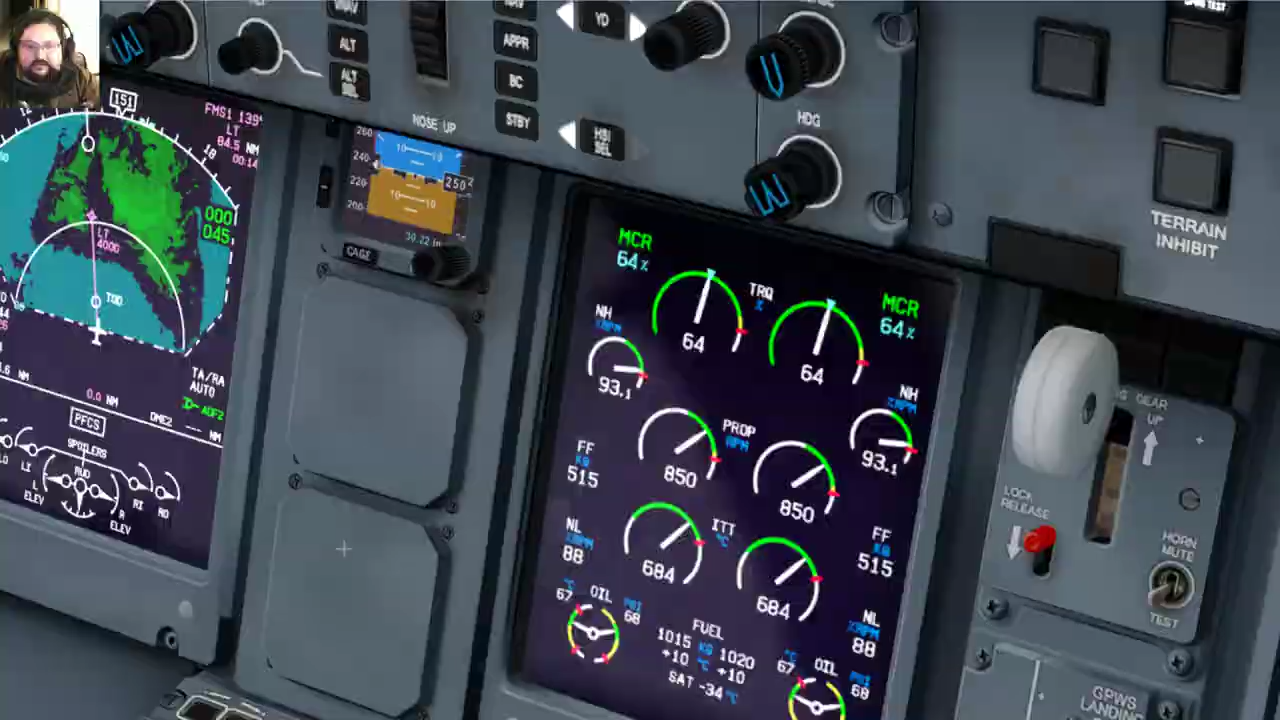 NAV
ALT
ALT
SEL
NOSE UP
APPR
BC
STBY
YD
HSI
SEL
HDG
TERRAIN
INHIBIT
151
18
FMS1 139°
LT
84.5 NM
00:14
000
045
LT
4000
TOD
TA/RA
AUTO
ADF2
NM
0.0 NM
DME2
PFCS
SPOILERS
LO
LI
RUD
RI
RO
L
ELEV
R
ELEV
260
240
220
200
10
10
10
10
250
30.22 in
CAGE
MCR
64%
TRQ
%
MCR
64%
64
64
NH
%RPM
93.1
NH
%RPM
93.1
PROP
RPM
850
850
FF
KG
515
FF
KG
515
ITT
°C
684
684
NL
%RPM
88
NL
%RPM
88
°C OIL PSI
67 68
FUEL
1015 KG 1020
+10 °C +10
SAT -34 °C
°C OIL PSI
67 68
GEAR
UP
LOCK
RELEASE
HORN
MUTE
TEST
GPWS
LANDING